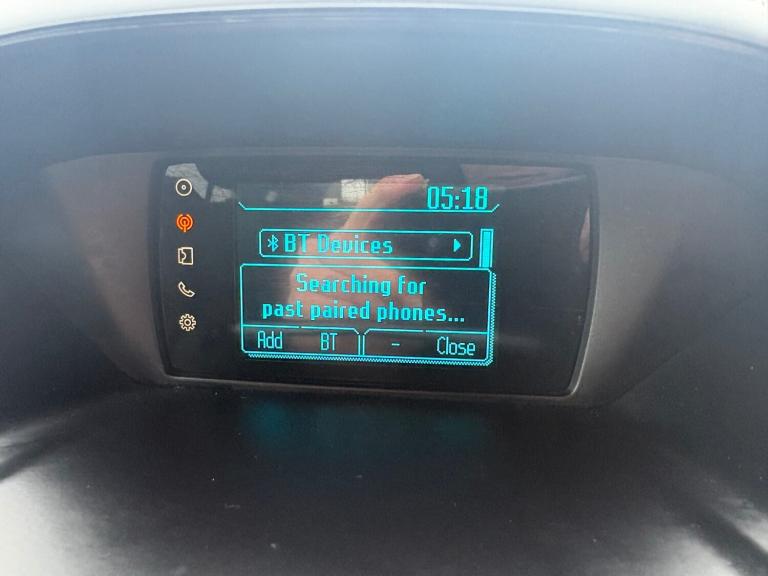 05:18
BT Devices
Searching for
past paired phones...
Add BT - Close